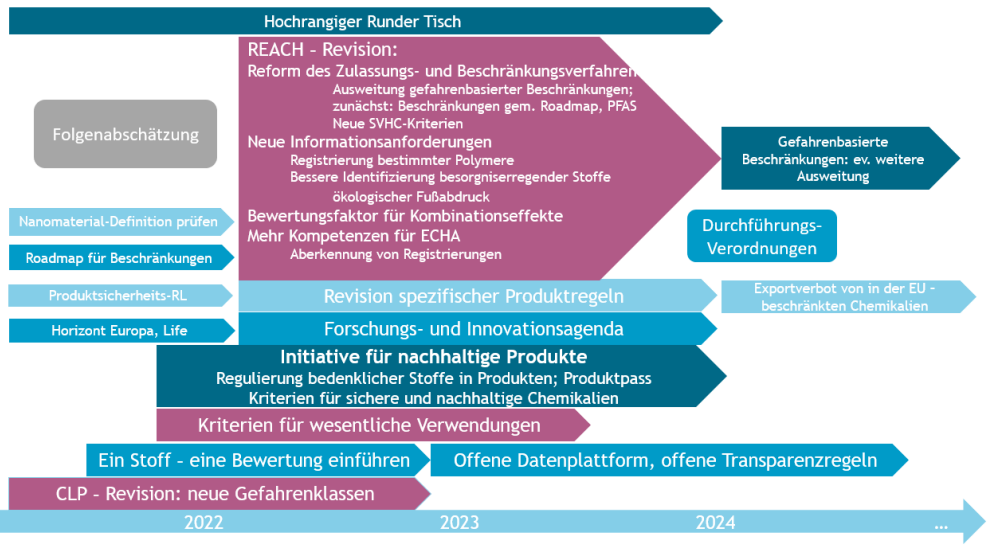 Hochrangiger Runder Tisch
REACH – Revision:
Reform des Zulassungs- und Beschränkungsverfahren
Ausweitung gefahrenbasierter Beschränkungen;
zunächst: Beschränkungen gem. Roadmap, PFAS
Neue SVHC-Kriterien
Neue Informationsanforderungen
Registrierung bestimmter Polymere
Bessere Identifizierung besorgniserregender Stoffe
ökologischer Fußabdruck
Bewertungsfaktor für Kombinationseffekte
Mehr Kompetenzen für ECHA
Aberkennung von Registrierungen
Folgenabschätzung
Gefahrenbasierte
Beschränkungen: ev. weitere
Ausweitung
Nanomaterial-Definition prüfen
Roadmap für Beschränkungen
Durchführungs-
Verordnungen
Produktsicherheits-RL
Revision spezifischer Produktregeln
Exportverbot von in der EU –
beschränkten Chemikalien
Horizont Europa, Life
Forschungs- und Innovationsagenda
Initiative für nachhaltige Produkte
Regulierung bedenklicher Stoffe in Produkten; Produktpass
Kriterien für sichere und nachhaltige Chemikalien
Kriterien für wesentliche Verwendungen
Ein Stoff – eine Bewertung einführen
Offene Datenplattform, offene Transparenzregeln
CLP – Revision: neue Gefahrenklassen
2022
2023
2024
…